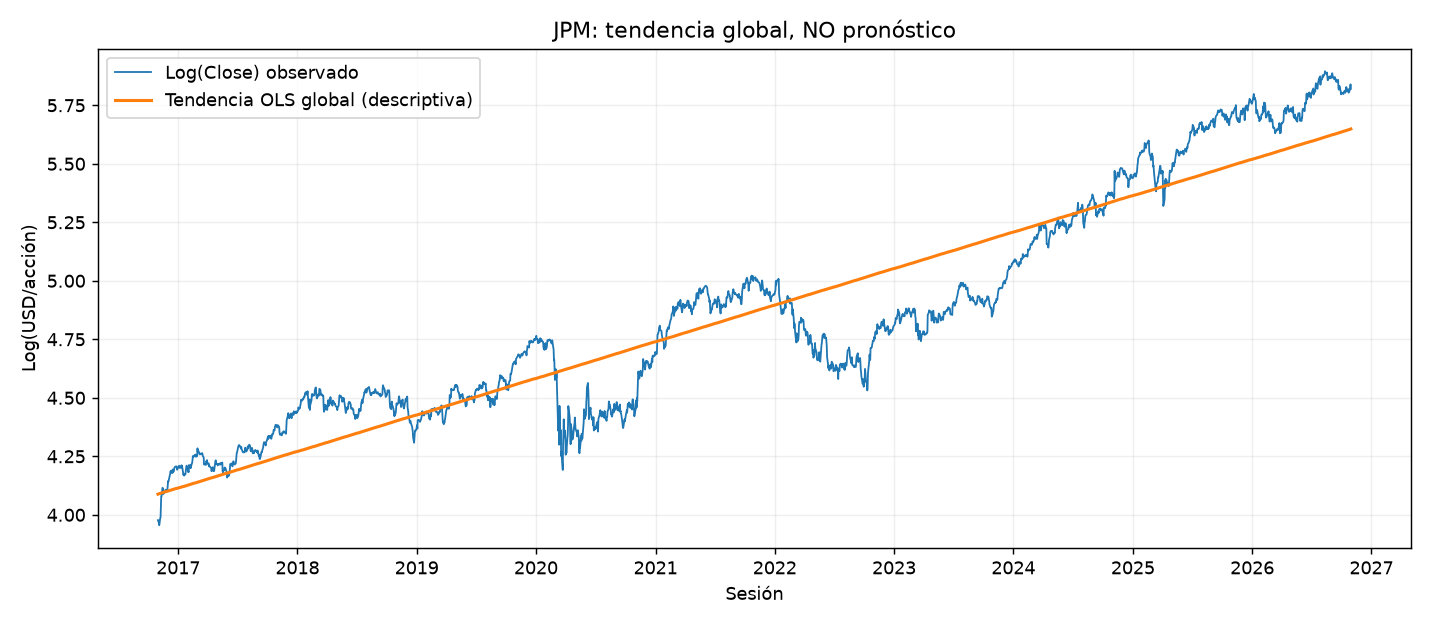 JPM: tendencia global, NO pronóstico
Log(Close) observado
Tendencia OLS global (descriptiva)
Log(USD/acción)
5.75
5.50
5.25
5.00
4.75
4.50
4.25
4.00
2017 2018 2019 2020 2021 2022 2023 2024 2025 2026 2027
Sesión